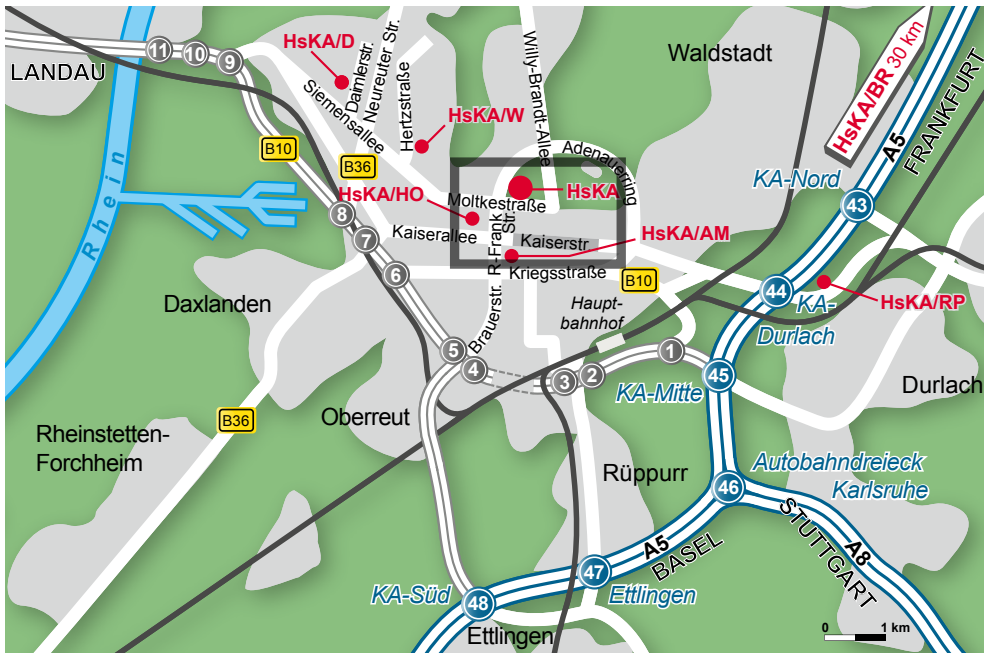 HsKA/D
Daimlerstr.
Neureuter Str.
Willy-Brandt-Allee
Waldstadt
HsKA/BR 30 km
11
10
9
LANDAU
Siemensallee
Hertzstraße
HsKA/W
A5
FRANKFURT
B10
B36
Adenauerring
Rhein
HsKA/HO
Moltkestraße
HsKA
KA-Nord
43
8
7
Kaiserallee
R-Frank
Str.
Kaiserstr
HsKA/AM
6
Kriegsstraße
B10
44
HsKA/RP
Daxlanden
Brauerstr.
Haupt-
bahnhof
KA-
Durlach
5
4
3
2
1
45
KA-Mitte
Durlach
B36
Oberreut
Rheinstetten-
Forchheim
Rüppurr
46
Autobahndreieck
Karlsruhe
A5
BASEL
STUTTGART
A8
KA-Süd
48
47
Ettlingen
Ettlingen
0
1 km